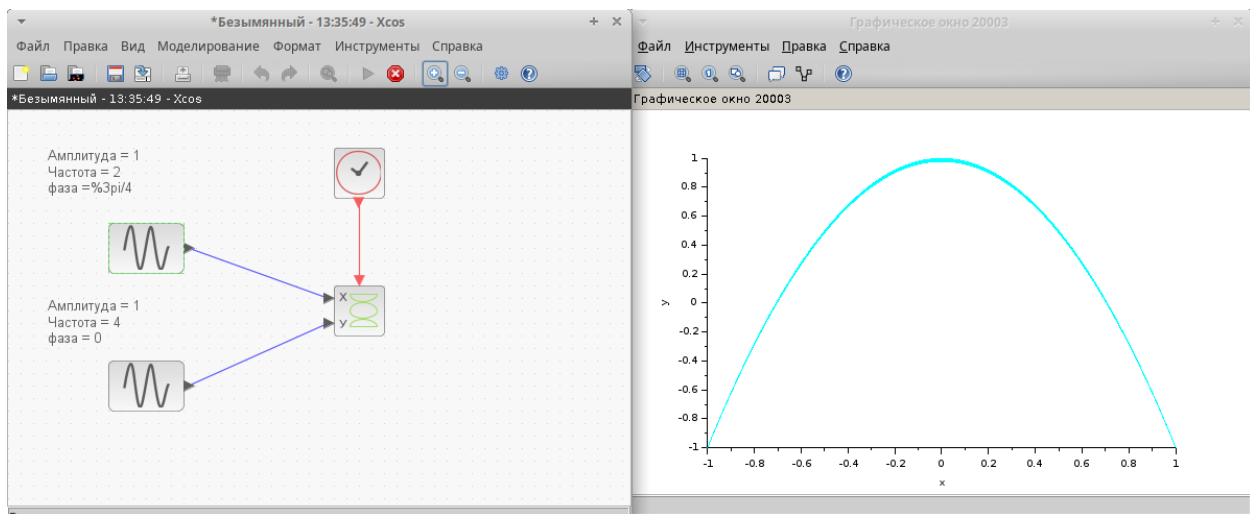 *Безымянный - 13:35:49 - Xcos
Файл Правка Вид Моделирование Формат Инструменты Справка
*Безымянный - 13:35:49 - Xcos
Амплитуда = 1
Частота = 2
фаза =%3pi/4
X
y
Амплитуда = 1
Частота = 4
фаза = 0
Графическое окно 20003
Файл Инструменты Правка Справка
Графическое окно 20003
1
0.8
0.6
0.4
0.2
0
-0.2
-0.4
-0.6
-0.8
-1
y
-1 -0.8 -0.6 -0.4 -0.2 0 0.2 0.4 0.6 0.8 1
x